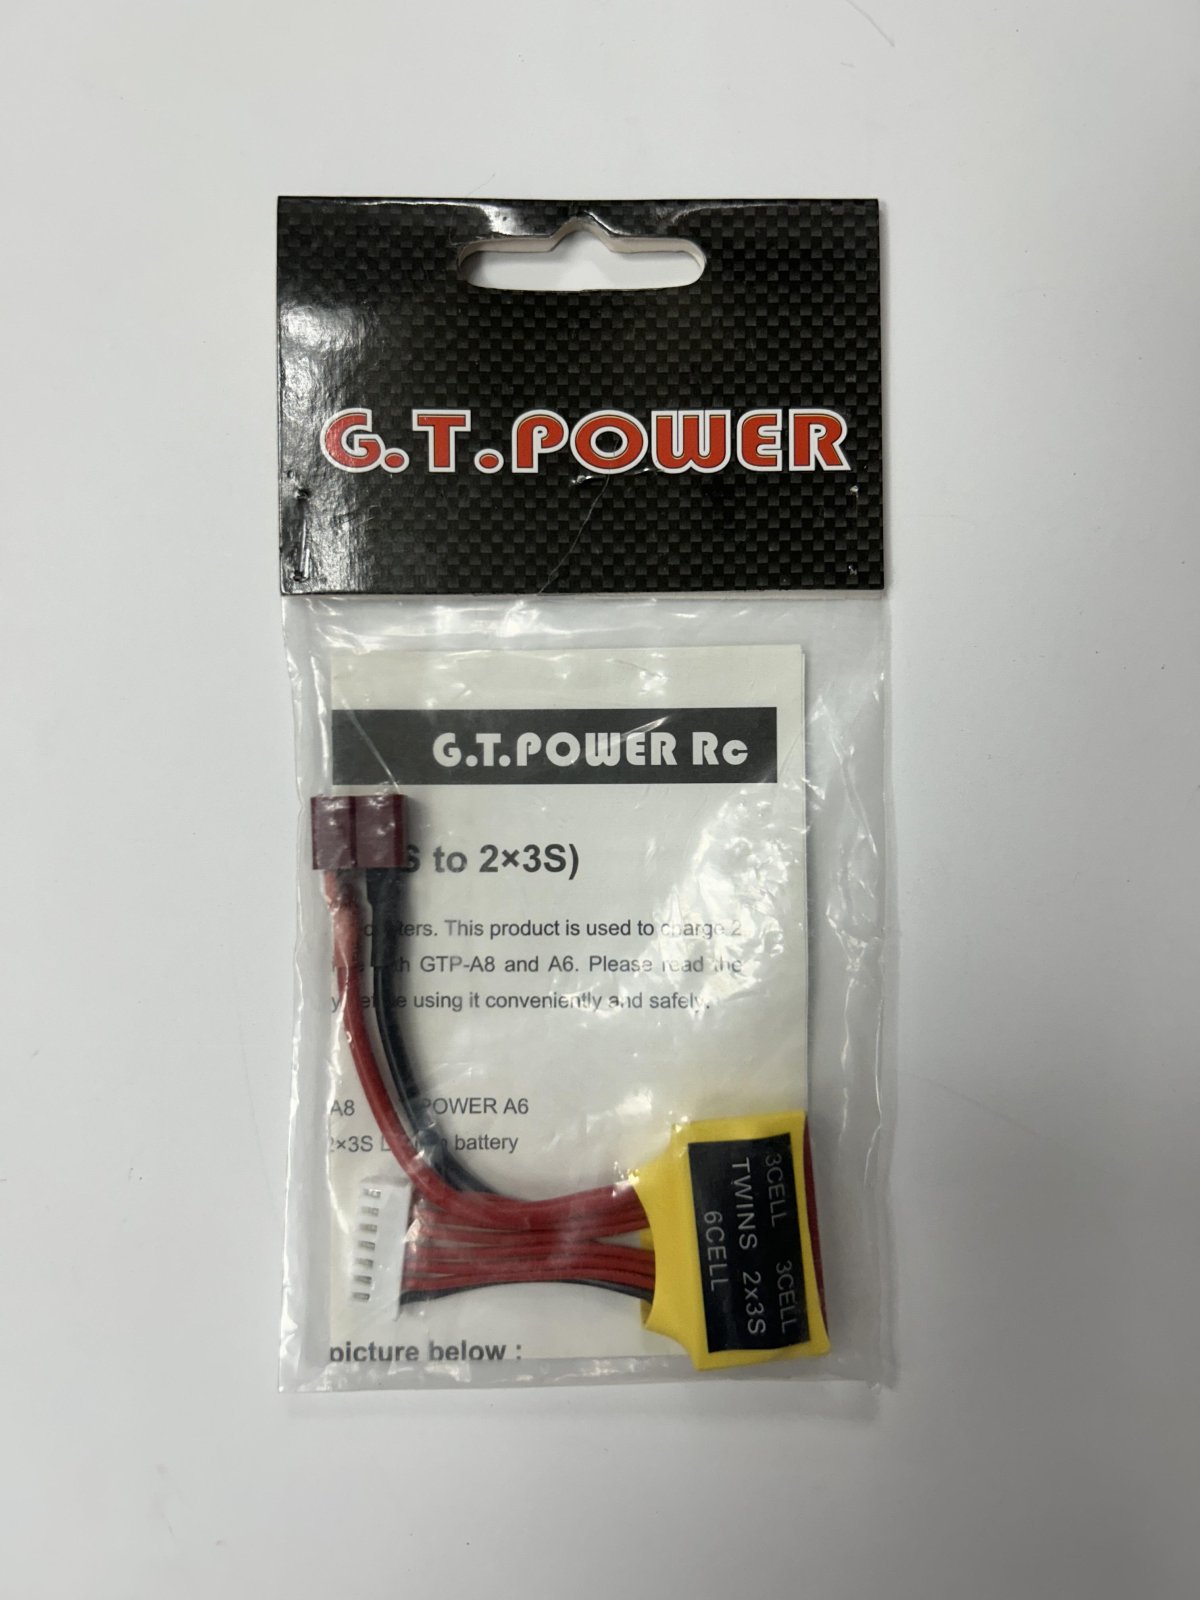 G.T.POWER
G.T.POWER Rc
S to 2×3S)
ters. This product is used to charge 2
GTP-A8 and A6. Please read the
using it conveniently and safely.
A8 POWER A6
2×3S battery
picture below :
3CELL 3CELL
TWINS 2x3S
6CELL